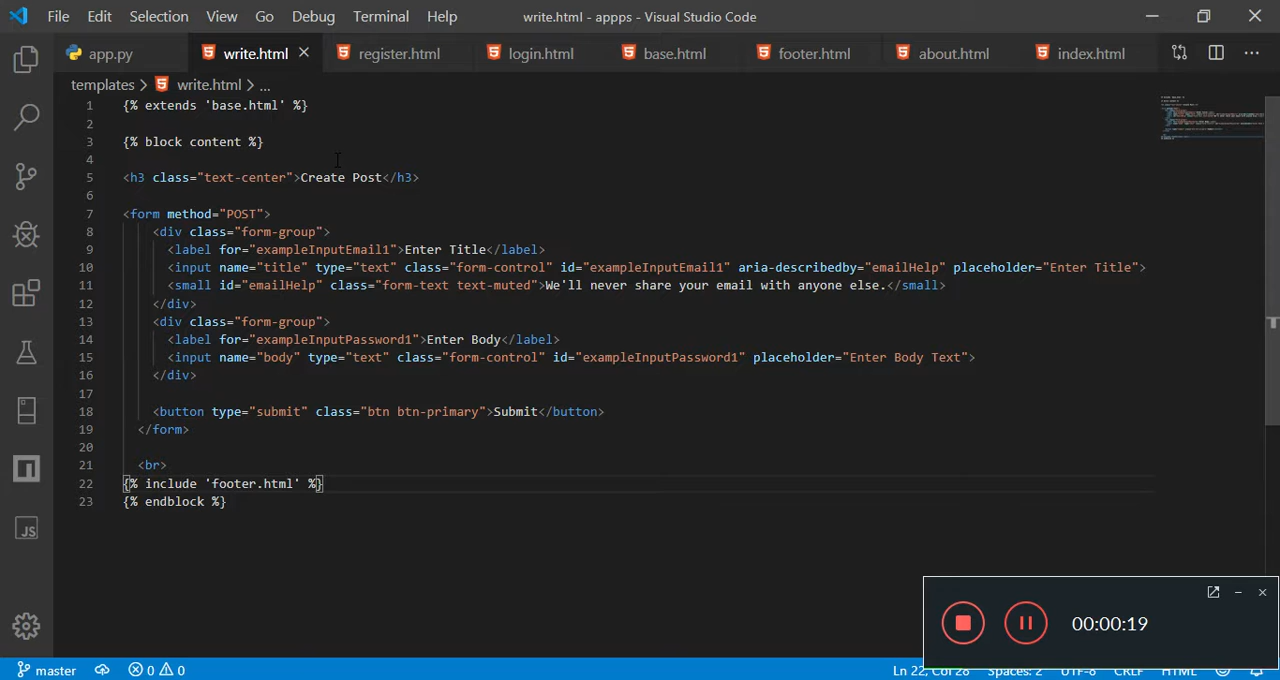 File Edit Selection View Go Debug Terminal Help write.html - appps - Visual Studio Code
app.py write.html register.html login.html base.html footer.html about.html index.html
templates > write.html > ...
1 {% extends 'base.html' %}
2
3 {% block content %}
4
5 <h3 class="text-center">Create Post</h3>
6
7 <form method="POST">
8 <div class="form-group">
9 <label for="exampleInputEmail1">Enter Title</label>
10 <input name="title" type="text" class="form-control" id="exampleInputEmail1" aria-describedby="emailHelp" placeholder="Enter Title">
11 <small id="emailHelp" class="form-text text-muted">We'll never share your email with anyone else.</small>
12 </div>
13 <div class="form-group">
14 <label for="exampleInputPassword1">Enter Body</label>
15 <input name="body" type="text" class="form-control" id="exampleInputPassword1" placeholder="Enter Body Text">
16 </div>
17
18 <button type="submit" class="btn btn-primary">Submit</button>
19 </form>
20
21 <br>
22 {% include 'footer.html' %}
23 {% endblock %}
JS
00:00:19
master 0 0 Ln 22, Col 28 Spaces: 2 UTF-8 CRLF HTML